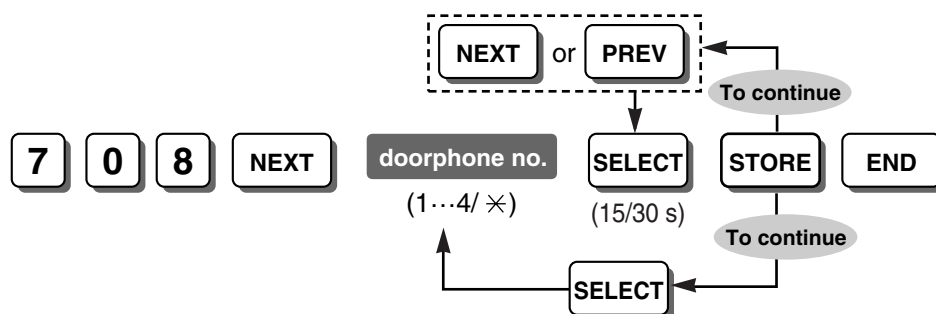 NEXT or PREV
To continue
7 0 8 NEXT doorphone no. SELECT STORE END
(1···4/ ✳) (15/30 s)
To continue
SELECT